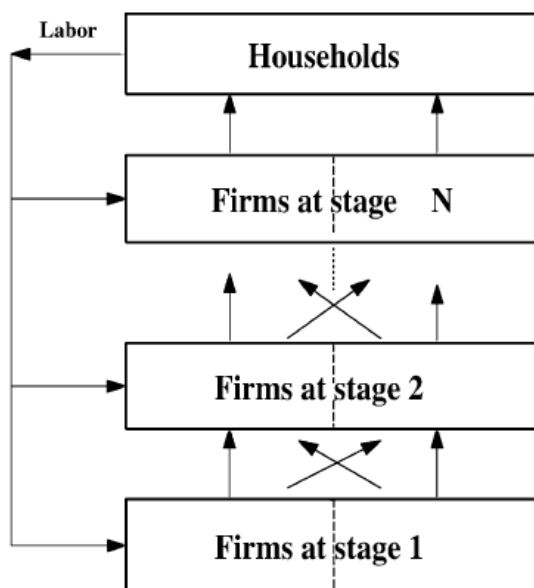 Labor
Households
Firms at stage N
Firms at stage 2
Firms at stage 1